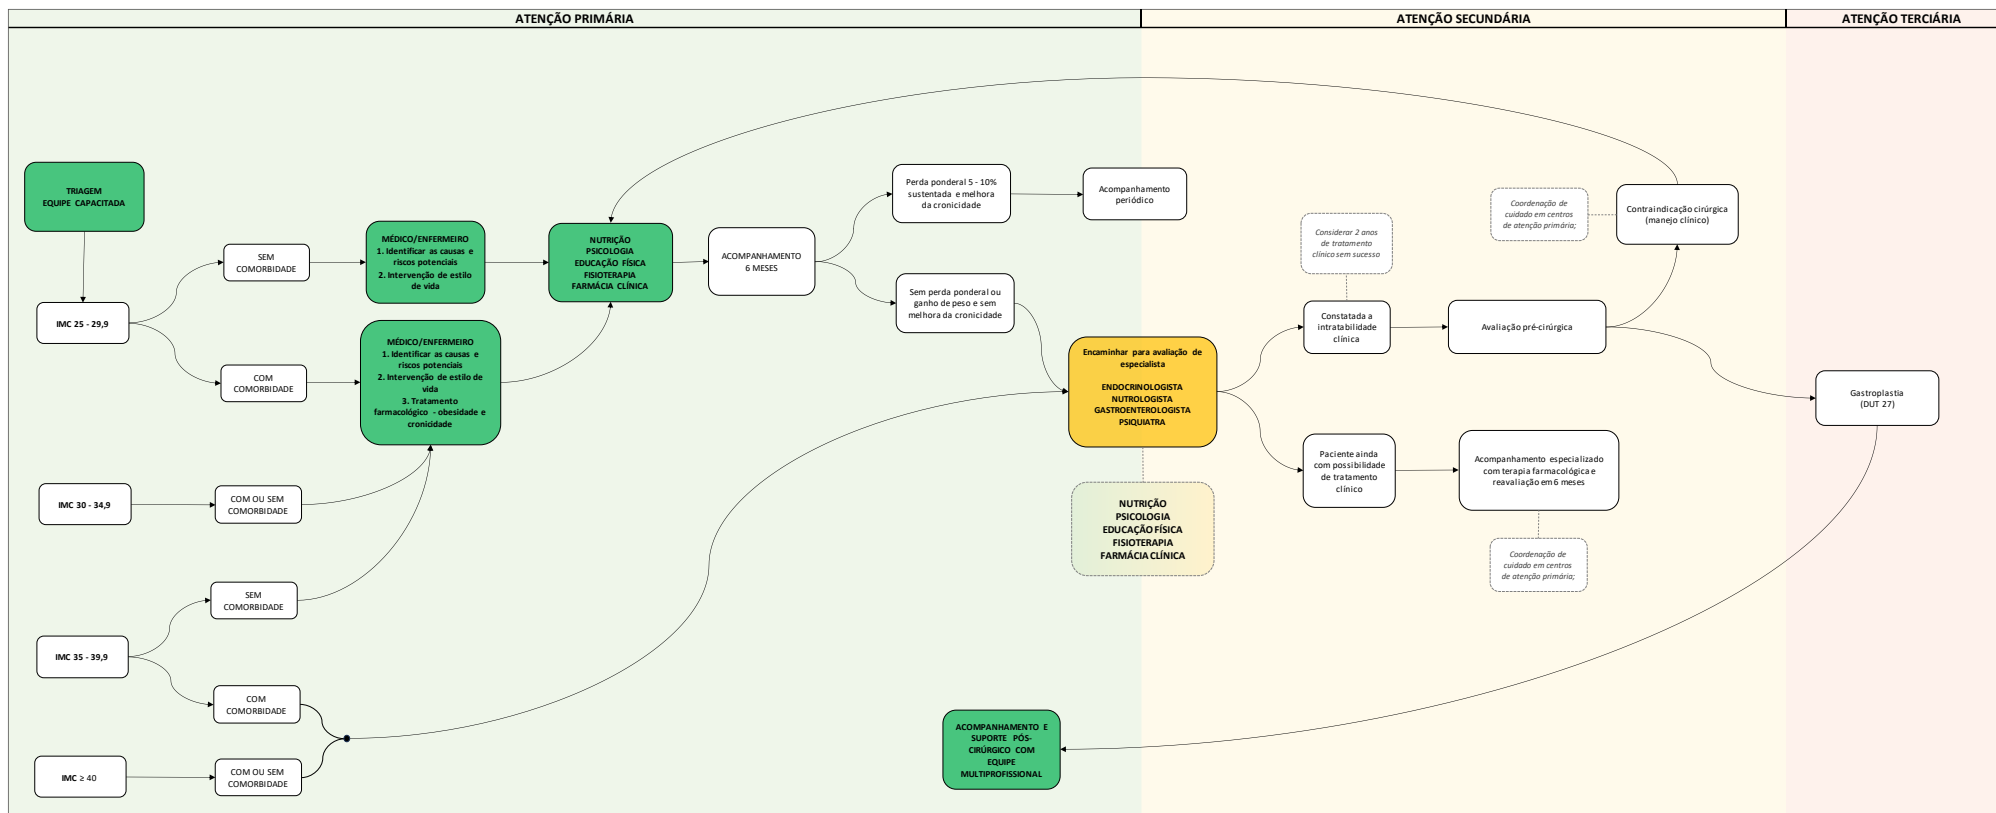 ATENÇÃO PRIMÁRIA
ATENÇÃO SECUNDÁRIA
ATENÇÃO TERCIÁRIA
TRIAGEM
EQUIPE CAPACITADA
IMC 25 - 29,9
SEM
COMORBIDADE
COM
COMORBIDADE
MÉDICO/ENFERMEIRO
1. Identificar as causas e
riscos potenciais
2. Intervenção de estilo
de vida
MÉDICO/ENFERMEIRO
1. Identificar as causas e
riscos potenciais
2. Intervenção de estilo de
vida
3. Tratamento
farmacológico - obesidade e
cronicidade
NUTRIÇÃO
PSICOLOGIA
EDUCAÇÃO FÍSICA
FISIOTERAPIA
FARMÁCIA CLÍNICA
ACOMPANHAMENTO
6 MESES
Perda ponderal 5 - 10%
sustentada e melhora
da cronicidade
Acompanhamento
periódico
Sem perda ponderal ou
ganho de peso e sem
melhora da cronicidade
IMC 30 - 34,9
COM OU SEM
COMORBIDADE
IMC 35 - 39,9
SEM
COMORBIDADE
COM
COMORBIDADE
IMC ≥ 40
COM OU SEM
COMORBIDADE
Encaminhar para avaliação de
especialista
ENDOCRINOLOGISTA
NUTROLOGISTA
GASTROENTEROLOGISTA
PSIQUIATRA
NUTRIÇÃO
PSICOLOGIA
EDUCAÇÃO FÍSICA
FISIOTERAPIA
FARMÁCIA CLÍNICA
Considerar 2 anos
de tratamento
clínico sem sucesso
Constatada a
intratabilidade
clínica
Avaliação pré-cirúrgica
Coordenação de
cuidado em centros
de atenção primária;
Contraindicação cirúrgica
(manejo clínico)
Paciente ainda
com possibilidade
de tratamento
clínico
Acompanhamento especializado
com terapia farmacológica e
reavaliação em 6 meses
Coordenação de
cuidado em centros
de atenção primária;
Gastroplastia
(DUT 27)
ACOMPANHAMENTO E
SUPORTE PÓS-
CIRÚRGICO COM
EQUIPE
MULTIPROFISSIONAL